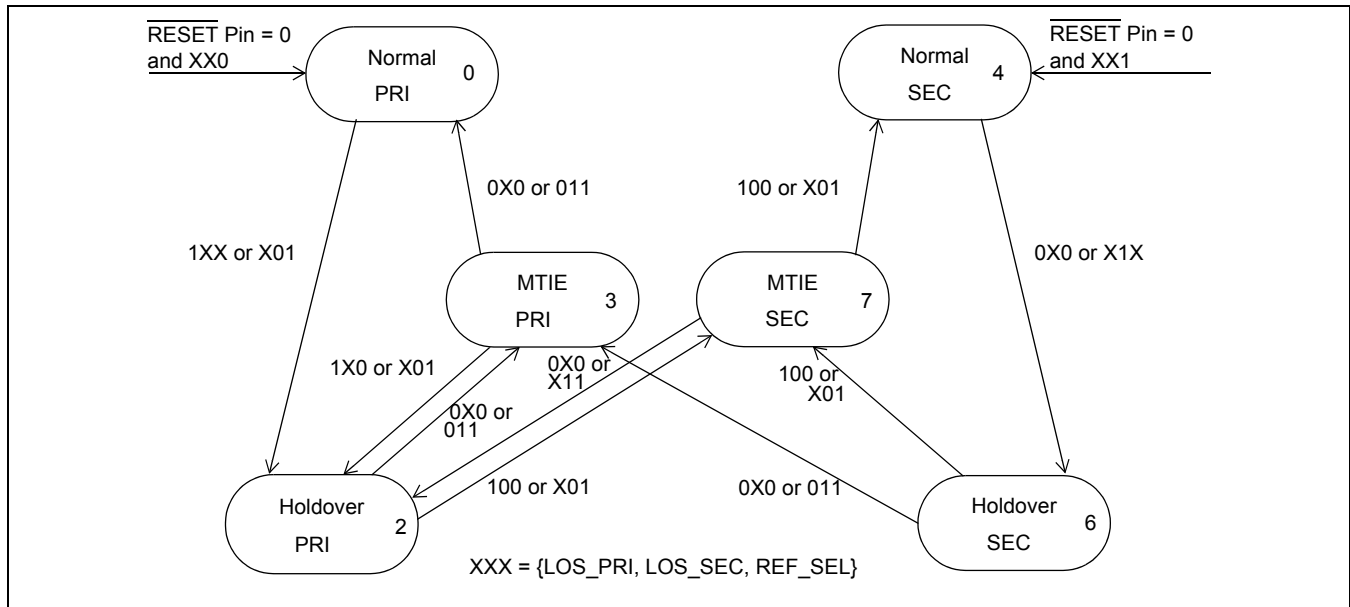 RESET Pin = 0
and XX0
Normal
PRI
0
Normal
SEC
4
RESET Pin = 0
and XX1
0X0 or 011
100 or X01
1XX or X01
0X0 or X1X
MTIE
PRI
3
MTIE
SEC
7
1X0 or X01
0X0 or
X11
100 or
X01
0X0 or
011
100 or X01
0X0 or 011
Holdover
PRI
2
Holdover
SEC
6
XXX = {LOS_PRI, LOS_SEC, REF_SEL}